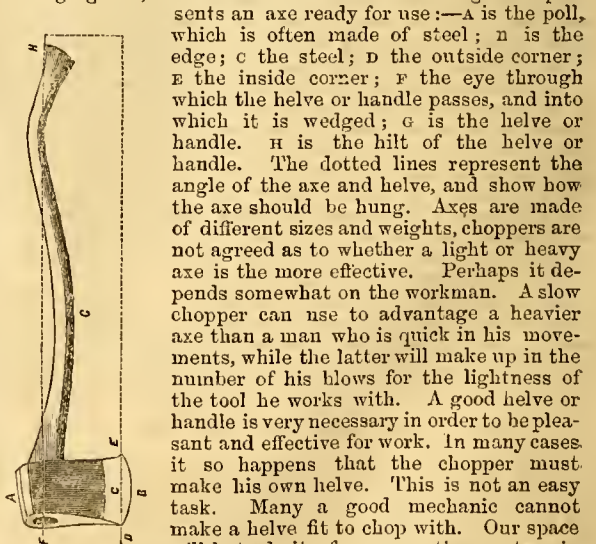 sents an axe ready for use:—A is the poll,
which is often made of steel; B is the
edge; C the steel; D the outside corner;
E the inside corner; F the eye through
which the helve or handle passes, and into
which it is wedged; G is the helve or
handle. H is the hilt of the helve or
handle. The dotted lines represent the
angle of the axe and helve, and show how
the axe should be hung. Axes are made
of different sizes and weights, choppers are
not agreed as to whether a light or heavy
axe is the more effective. Perhaps it de-
pends somewhat on the workman. A slow
chopper can use to advantage a heavier
axe than a man who is quick in his move-
ments, while the latter will make up in the
number of his blows for the lightness of
the tool he works with. A good helve or
handle is very necessary in order to be plea-
sant and effective for work. In many cases
it so happens that the chopper must
make his own helve. This is not an easy
task. Many a good mechanic cannot
make a helve fit to chop with. Our space
H
G
E
A
C
B
F
D